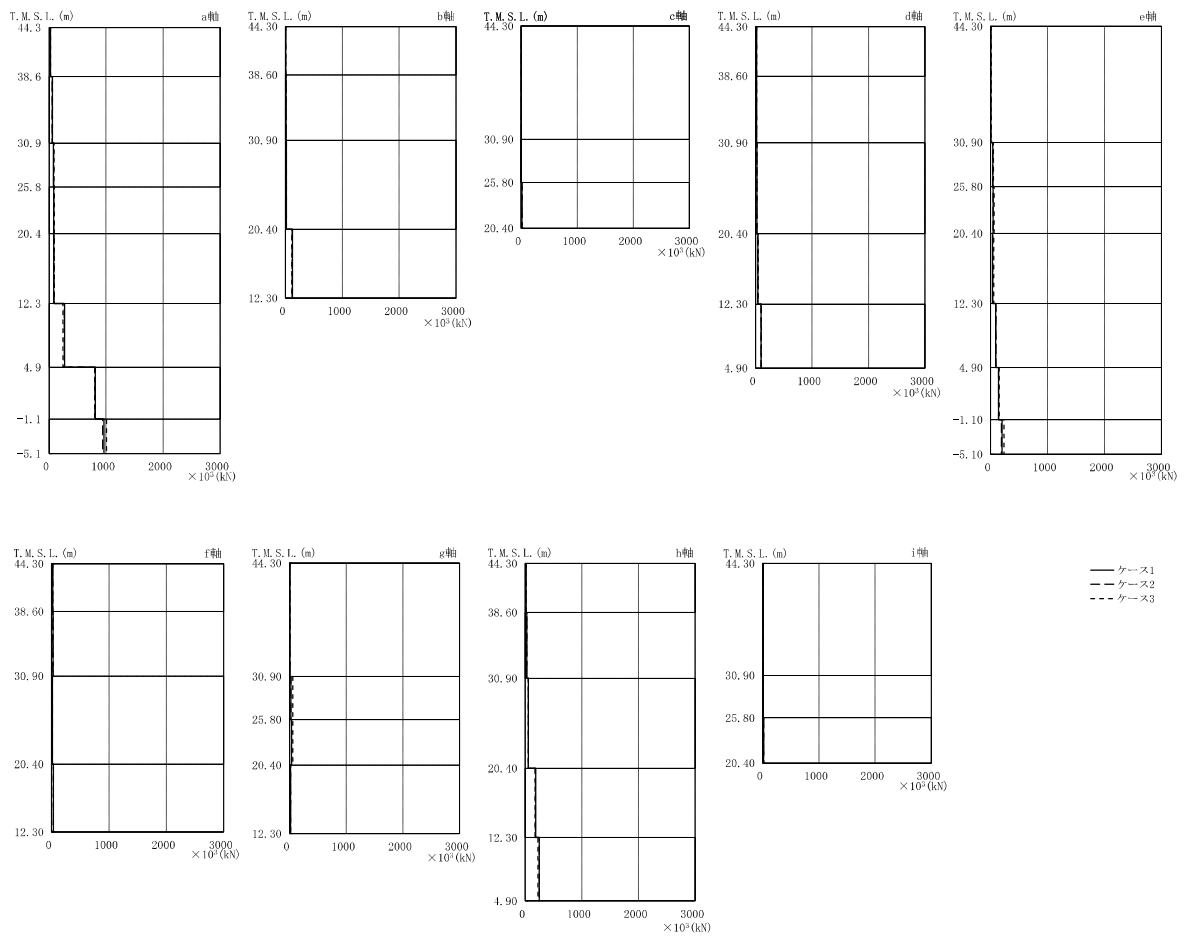 T.M.S.L.(m) a軸
44.3
38.6
30.9
25.8
20.4
12.3
4.9
-1.1
-5.1
0 1000 2000 3000
×10³(kN)
T.M.S.L.(m) b軸
44.30
38.60
30.90
20.40
12.30
0 1000 2000 3000
×10³(kN)
T.M.S.L.(m) c軸
44.30
30.90
25.80
20.40
0 1000 2000 3000
×10³(kN)
T.M.S.L.(m) d軸
44.30
38.60
30.90
20.40
12.30
4.90
0 1000 2000 3000
×10³(kN)
T.M.S.L.(m) e軸
44.30
30.90
25.80
20.40
12.30
4.90
-1.10
-5.10
0 1000 2000 3000
×10³(kN)
T.M.S.L.(m) f軸
44.30
38.60
30.90
20.40
12.30
0 1000 2000 3000
×10³(kN)
T.M.S.L.(m) g軸
44.30
30.90
25.80
20.40
12.30
0 1000 2000 3000
×10³(kN)
T.M.S.L.(m) h軸
44.30
38.60
30.90
20.40
12.30
4.90
0 1000 2000 3000
×10³(kN)
T.M.S.L.(m) i軸
44.30
30.90
25.80
20.40
0 1000 2000 3000
×10³(kN)
ケース1
ケース2
ケース3